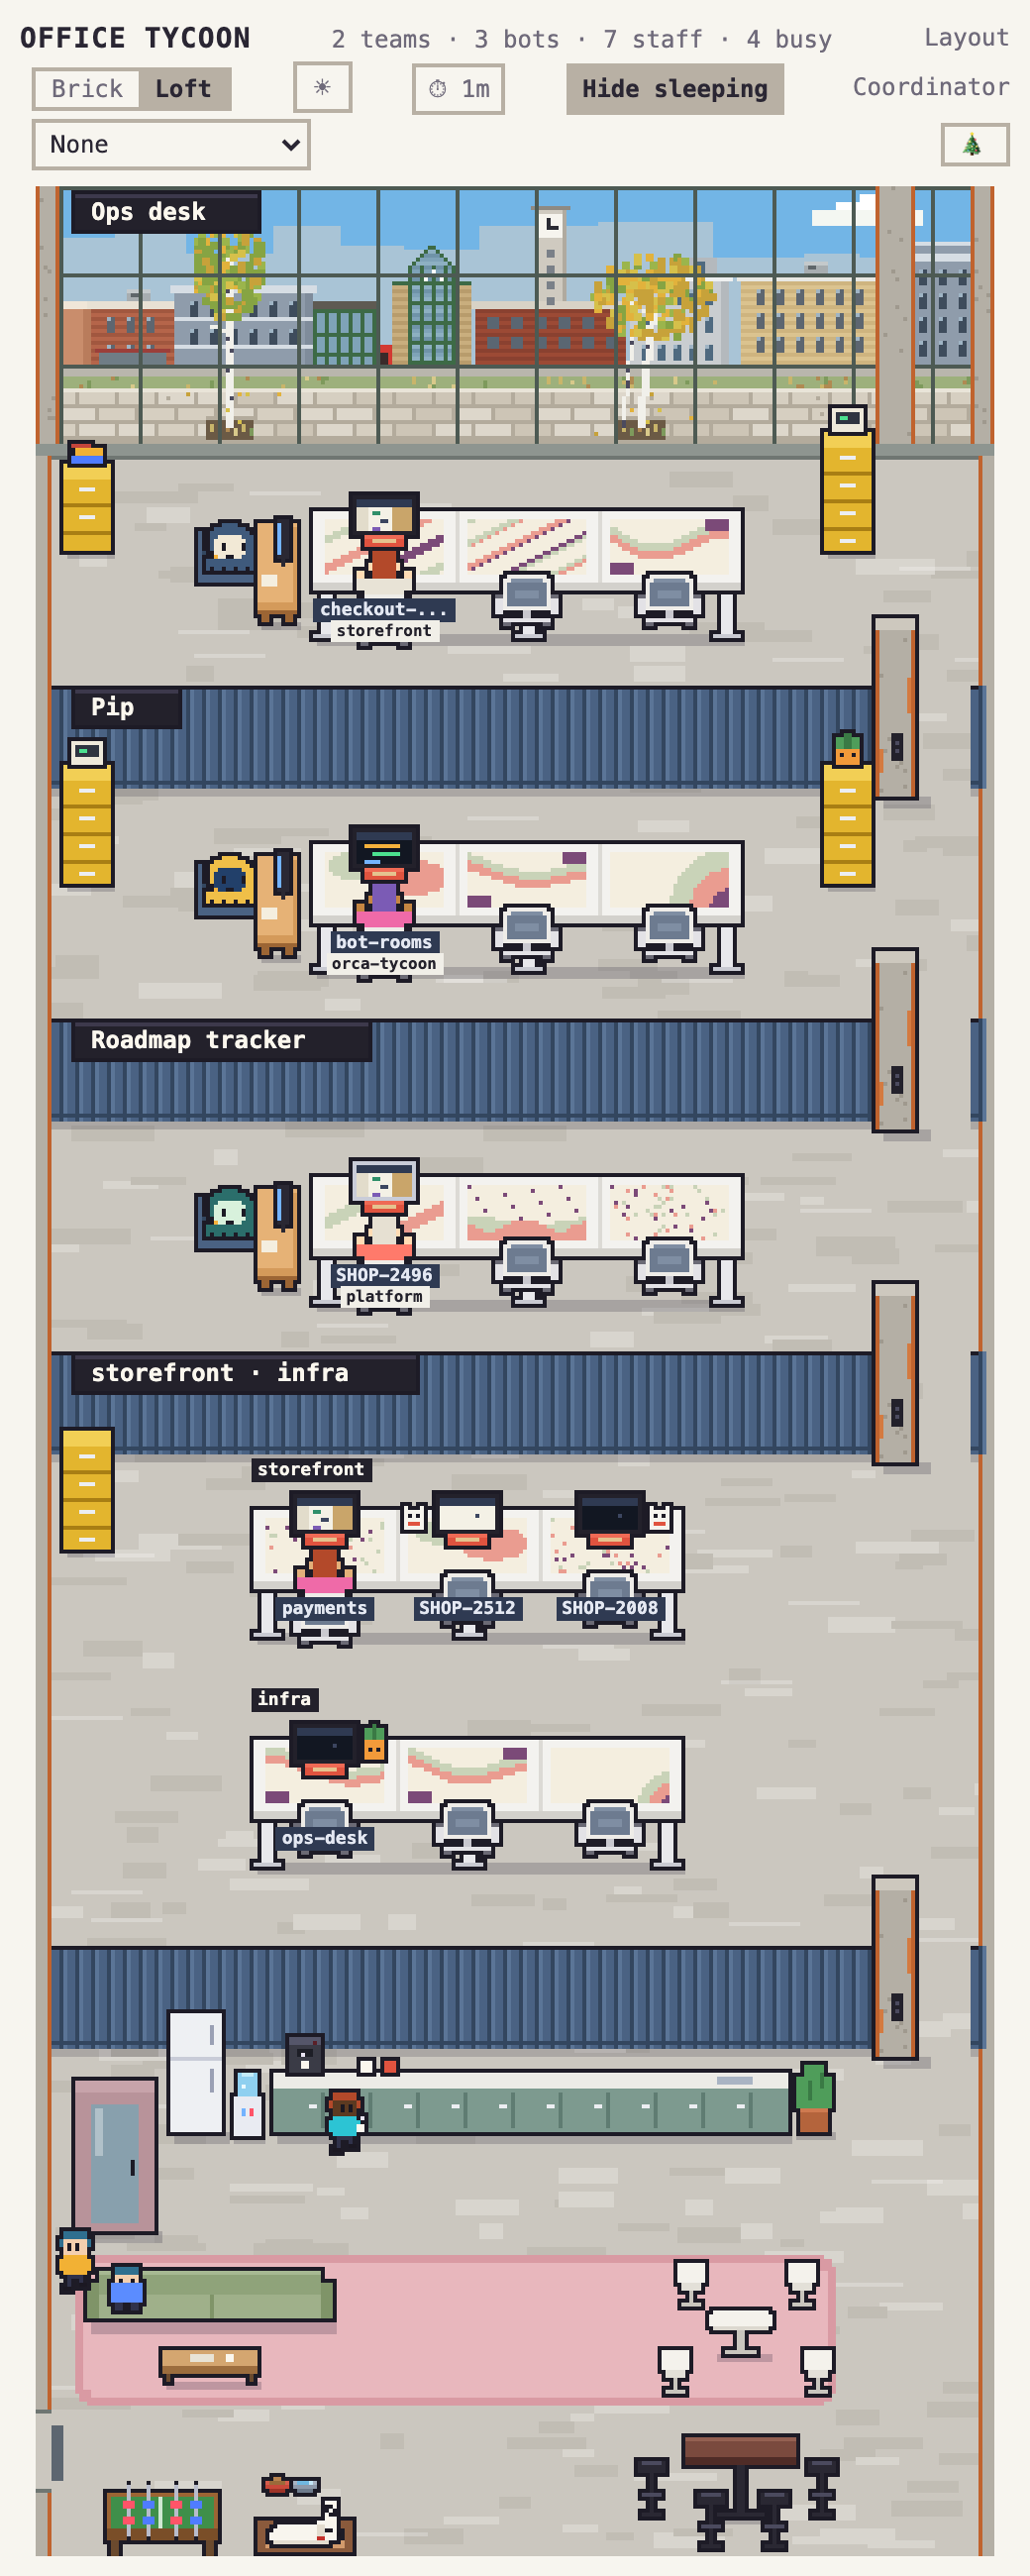 OFFICE TYCOON
2 teams · 3 bots · 7 staff · 4 busy
Layout
Brick
Loft
1m
Hide sleeping
Coordinator
None
Ops desk
checkout-...
storefront
Pip
bot-rooms
orca-tycoon
Roadmap tracker
SHOP-2496
platform
storefront · infra
storefront
payments
SHOP-2512
SHOP-2008
infra
ops-desk